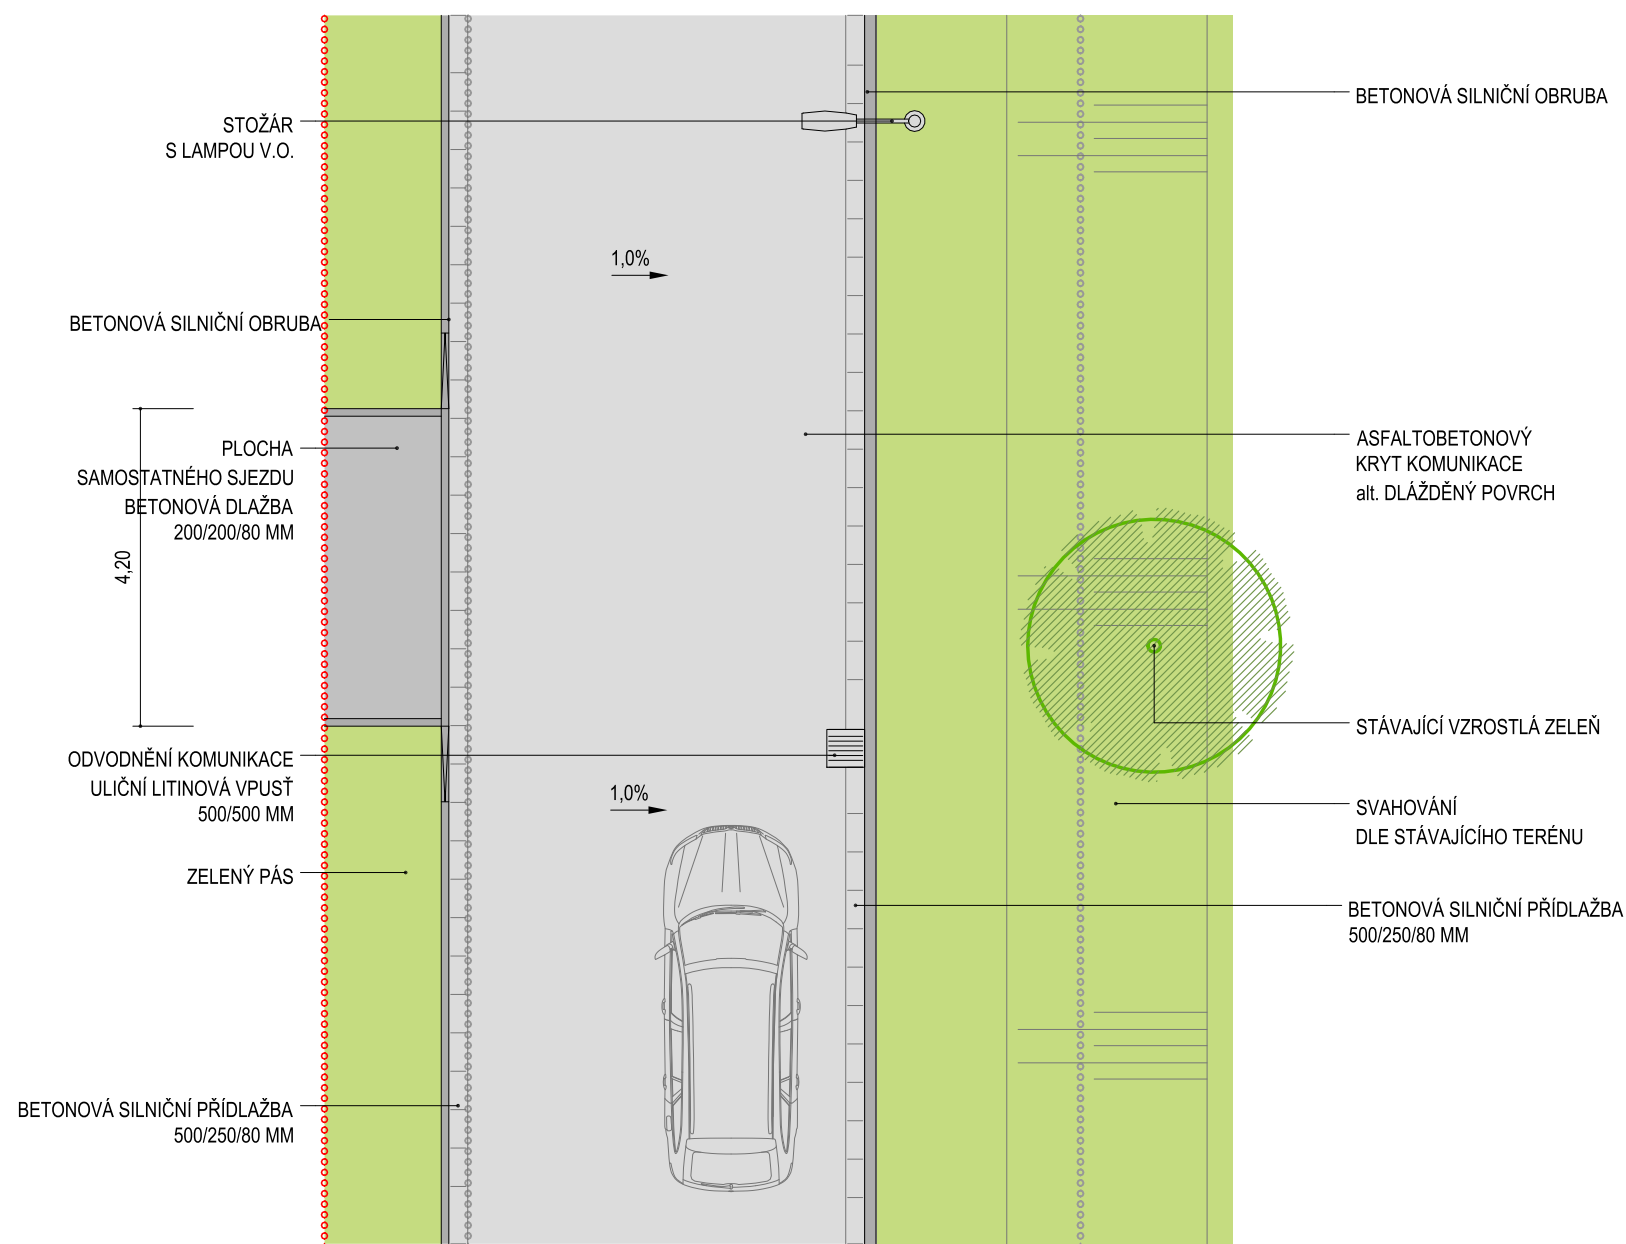 STOŽÁR
S LAMPOU V.O.
BETONOVÁ SILNIČNÍ OBRUBA
1,0%
BETONOVÁ SILNIČNÍ OBRUBA
PLOCHA
SAMOSTATNÉHO SJEZDU
BETONOVÁ DLAŽBA
200/200/80 MM
4,20
ASFALTOBETONOVÝ
KRYT KOMUNIKACE
alt. DLÁŽDĚNÝ POVRCH
STÁVAJÍCÍ VZROSTLÁ ZELEŇ
ODVODNĚNÍ KOMUNIKACE
ULIČNÍ LITINOVÁ VPUSŤ
500/500 MM
1,0%
SVAHOVÁNÍ
DLE STÁVAJÍCÍHO TERÉNU
ZELENÝ PÁS
BETONOVÁ SILNIČNÍ PŘÍDLAŽBA
500/250/80 MM
BETONOVÁ SILNIČNÍ PŘÍDLAŽBA
500/250/80 MM